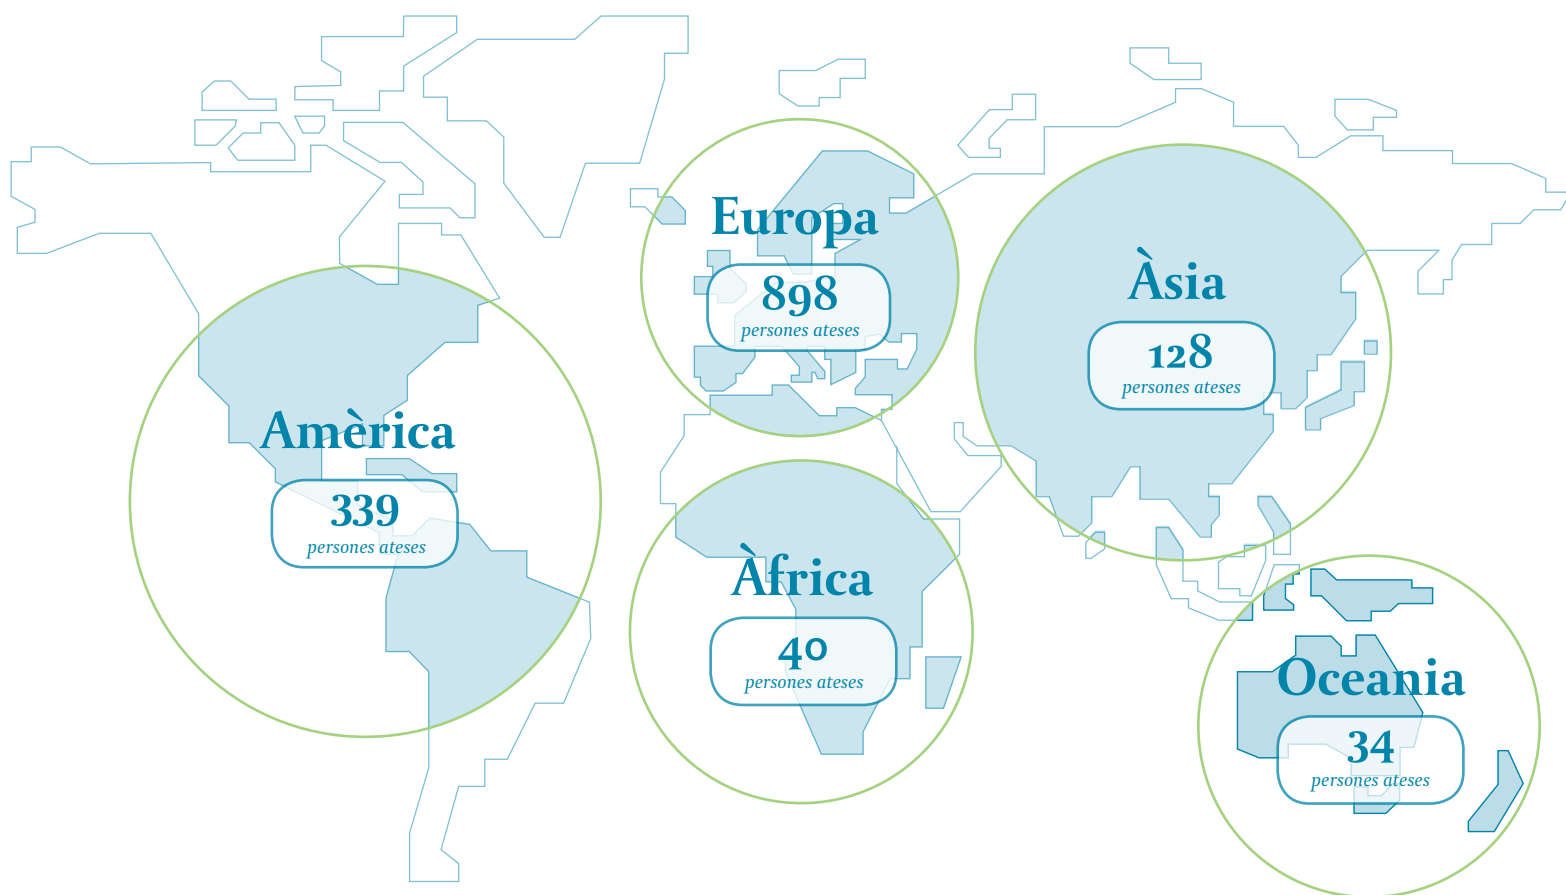 Europa
898
persones ateses
Àsia
128
persones ateses
Amèrica
339
persones ateses
Àfrica
40
persones ateses
Oceania
34
persones ateses